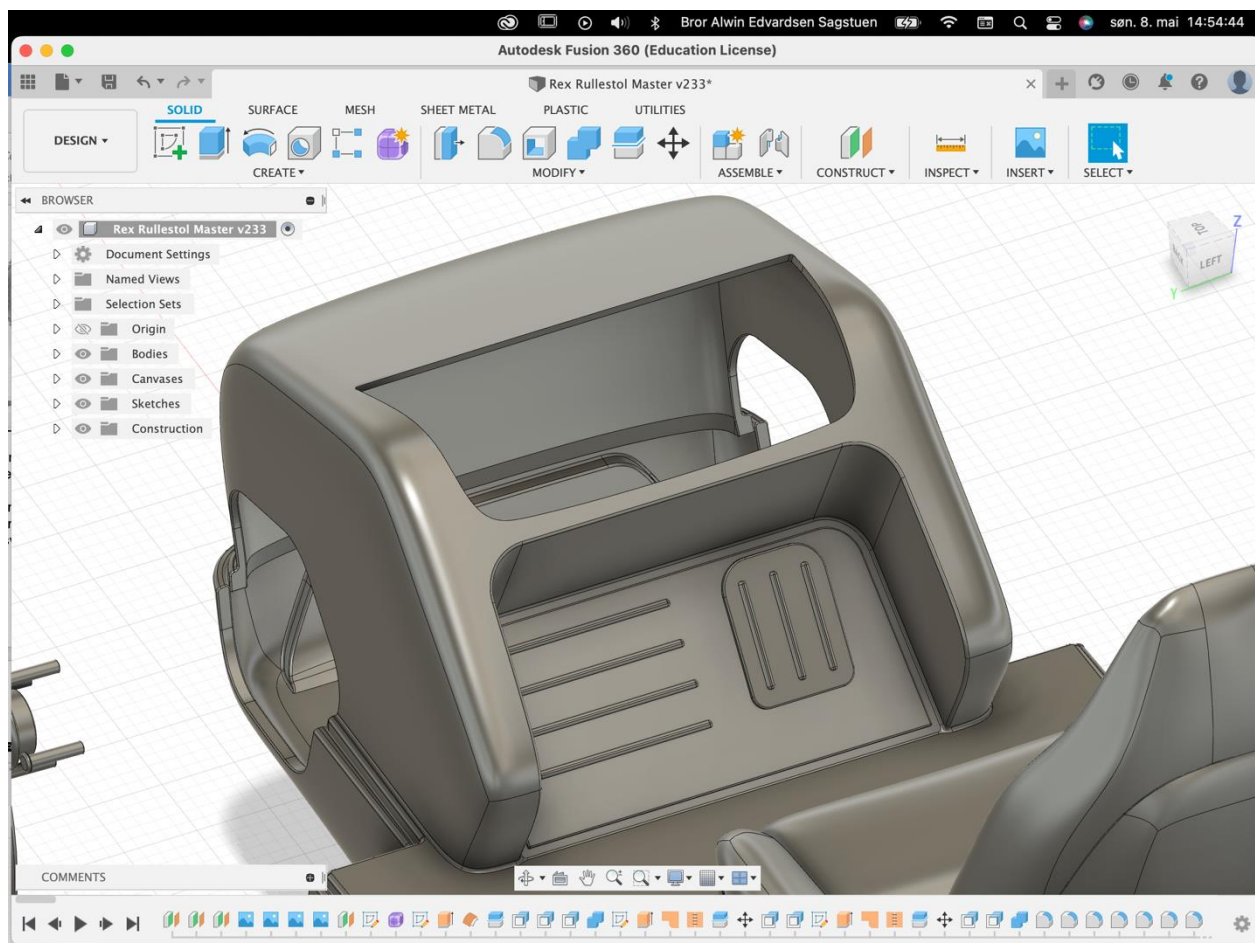 Bror Alwin Edvardsen Sagstuen søn. 8. mai 14:54:44
Autodesk Fusion 360 (Education License)
Rex Rullestol Master v233*
SOLID SURFACE MESH SHEET METAL PLASTIC UTILITIES
DESIGN
CREATE MODIFY ASSEMBLE CONSTRUCT INSPECT INSERT SELECT
BROWSER
Rex Rullestol Master v233
Document Settings
Named Views
Selection Sets
Origin
Bodies
Canvases
Sketches
Construction
TOP
LEFT
Z
Y
COMMENTS